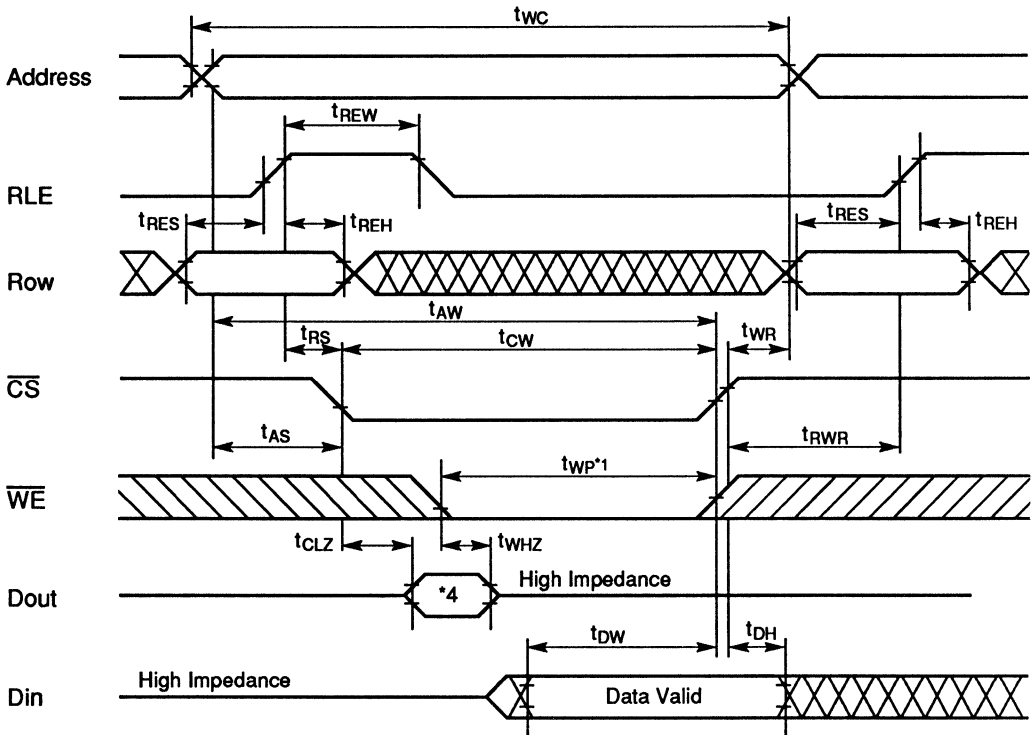 tWC
Address
tREW
RLE
tRES
tREH
tRES
tREH
Row
tAW
tRS
tCW
tWR
CS
tAS
tRWR
tWP*1
WE
tCLZ
tWHZ
Dout
*4
High Impedance
tDW
tDH
Din
High Impedance
Data Valid